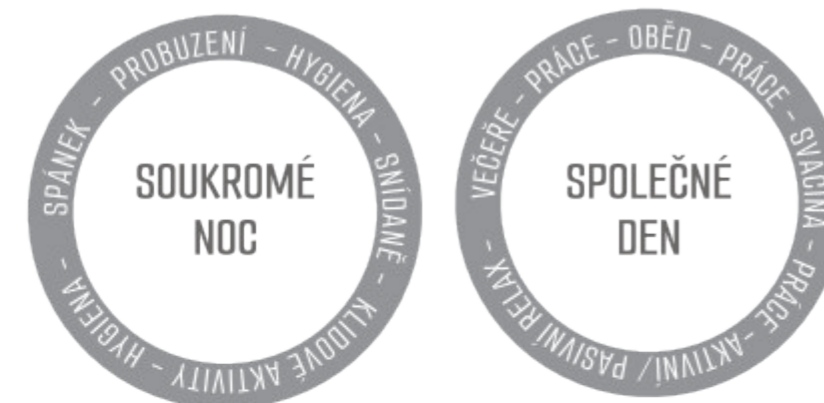 SPÁNEK - PROBUZENÍ - HYGIENA - SNÍDANĚ - KLIDOVÉ AKTIVITY - HYGIENA -
SOUKROMÉ
NOC
VEČEŘE - PRÁCE - OBĚD - PRÁCE - SVAČINA - PRÁCE -AKTIVNÍ/ PASIVNÍ RELAX -
SPOLEČNÉ
DEN